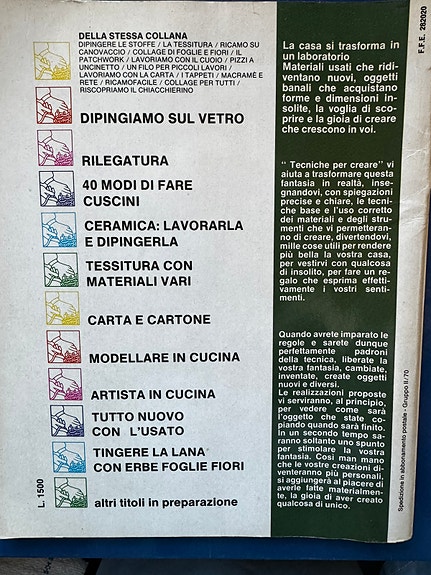 DELLA STESSA COLLANA
DIPINGERE LE STOFFE / LA TESSITURA / RICAMO SU
CANOVACCIO / COLLAGE DI FOGLIE E FIORI / IL
PATCHWORK / LAVORIAMO CON IL CUOIO / PIZZI A
UNCINETTO / UN FILO PER PICCOLI LAVORI /
LAVORIAMO CON LA CARTA / I TAPPETI / MACRAMÈ E
RETE / RICAMOFACILE / COLLAGE PER TUTTI /
RISCOPRIAMO IL CHIACCHIERINO
DIPINGIAMO SUL VETRO
RILEGATURA
40 MODI DI FARE
CUSCINI
CERAMICA: LAVORARLA
E DIPINGERLA
TESSITURA CON
MATERIALI VARI
CARTA E CARTONE
MODELLARE IN CUCINA
ARTISTA IN CUCINA
TUTTO NUOVO
CON L'USATO
TINGERE LA LANA
CON ERBE FOGLIE FIORI
altri titoli in preparazione
L. 1500
La casa si trasforma in
un laboratorio
Materiali usati che ridi-
ventano nuovi, oggetti
banali che acquistano
forme e dimensioni in-
solite, la voglia di sco-
prire e la gioia di creare
che crescono in voi.
" Tecniche per creare" vi
aiuta a trasformare questa
fantasia in realtà, inse-
gnandovi, con spiegazioni
precise e chiare, le tecni-
che base e l'uso corretto
dei materiali e degli stru-
menti che vi permetteran-
no di creare, divertendovi,
mille cose utili per rendere
più bella la vostra casa,
per vestirvi con qualcosa
di insolito, per fare un re-
galo che esprima effetti-
vamente i vostri senti-
menti.
Quando avrete imparato le
regole e sarete dunque
perfettamente padroni
della tecnica, liberate la
vostra fantasia, cambiate,
inventate, create oggetti
nuovi e diversi.
Le realizzazioni proposte
vi serviranno, al principio,
per vedere come sarà
l'oggetto che state co-
piando quando sarà finito.
In un secondo tempo sa-
ranno soltanto uno spunto
per stimolare la vostra
fantasia. Così man mano
che le vostre creazioni di-
venteranno più personali,
si aggiungerà al piacere di
averle fatte materialmen-
te, la gioia di aver creato
qualcosa di unico.
F.F.E. 282020
Spedizione in abbonamento postale - Gruppo II/70